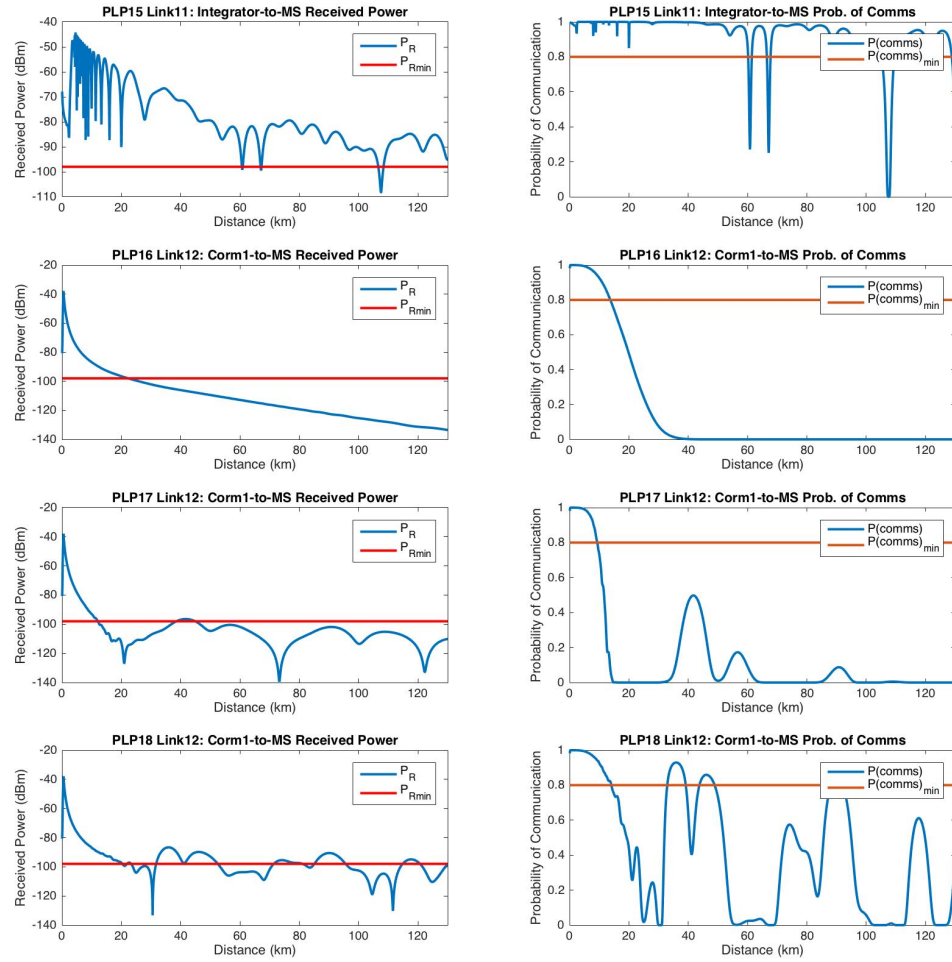 PLP15 Link11: Integrator-to-MS Received Power
Received Power (dBm)
-40
-50
-60
-70
-80
-90
-100
-110
0 20 40 60 80 100 120
Distance (km)
P_R
P_Rmin
PLP15 Link11: Integrator-to-MS Prob. of Comms
Probability of Communication
1
0.8
0.6
0.4
0.2
0
0 20 40 60 80 100 120
Distance (km)
P(comms)
P(comms)_min
PLP16 Link12: Corm1-to-MS Received Power
Received Power (dBm)
-20
-40
-60
-80
-100
-120
-140
0 20 40 60 80 100 120
Distance (km)
P_R
P_Rmin
PLP16 Link12: Corm1-to-MS Prob. of Comms
Probability of Communication
1
0.8
0.6
0.4
0.2
0
0 20 40 60 80 100 120
Distance (km)
P(comms)
P(comms)_min
PLP17 Link12: Corm1-to-MS Received Power
Received Power (dBm)
-20
-40
-60
-80
-100
-120
-140
0 20 40 60 80 100 120
Distance (km)
P_R
P_Rmin
PLP17 Link12: Corm1-to-MS Prob. of Comms
Probability of Communication
1
0.8
0.6
0.4
0.2
0
0 20 40 60 80 100 120
Distance (km)
P(comms)
P(comms)_min
PLP18 Link12: Corm1-to-MS Received Power
Received Power (dBm)
-20
-40
-60
-80
-100
-120
-140
0 20 40 60 80 100 120
Distance (km)
P_R
P_Rmin
PLP18 Link12: Corm1-to-MS Prob. of Comms
Probability of Communication
1
0.8
0.6
0.4
0.2
0
0 20 40 60 80 100 120
Distance (km)
P(comms)
P(comms)_min